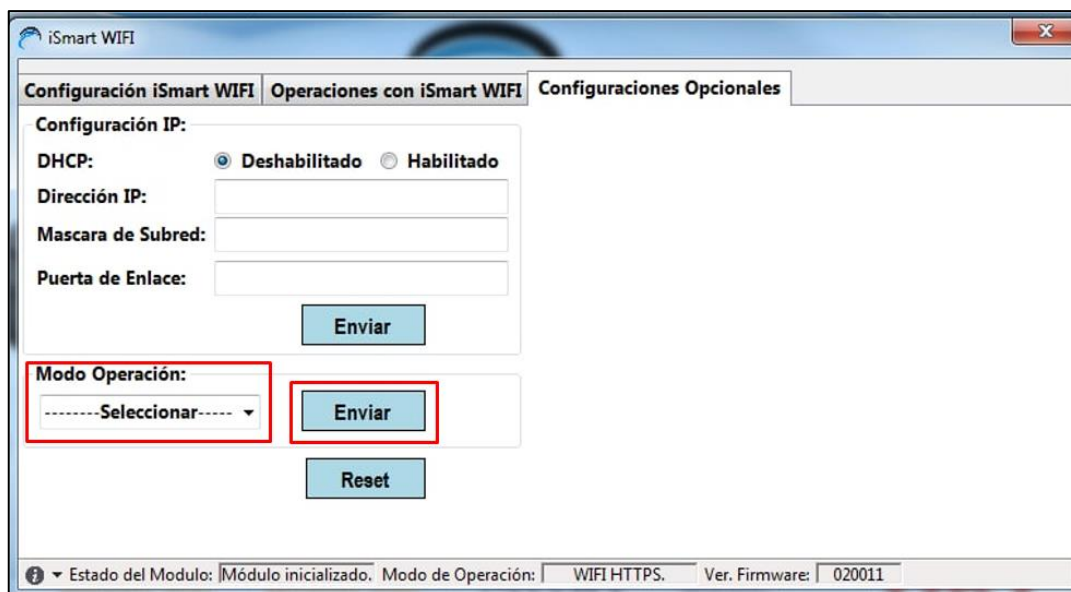 iSmart WIFI
x
Configuración iSmart WIFI Operaciones con iSmart WIFI Configuraciones Opcionales
Configuración IP:
DHCP: Deshabilitado Habilitado
Dirección IP:
Mascara de Subred:
Puerta de Enlace:
Enviar
Modo Operación:
--------Seleccionar----- Enviar
Reset
Estado del Modulo: Módulo inicializado. Modo de Operación: WIFI HTTPS. Ver. Firmware: 020011